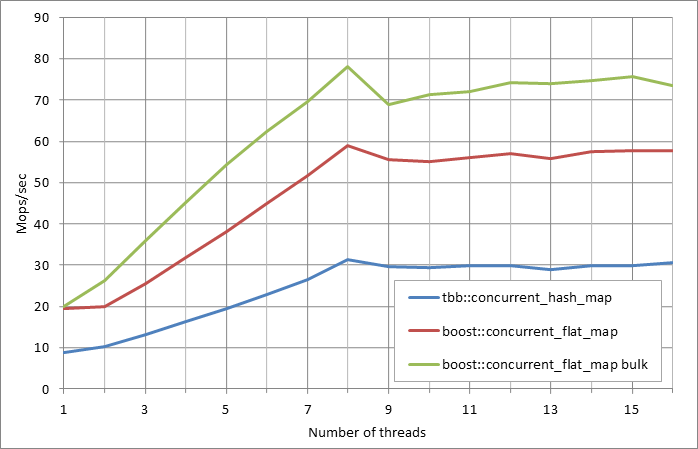 90
80
70
60
50
40
30
20
10
0
Mops/sec
tbb::concurrent_hash_map
boost::concurrent_flat_map
boost::concurrent_flat_map bulk
1 3 5 7 9 11 13 15
Number of threads